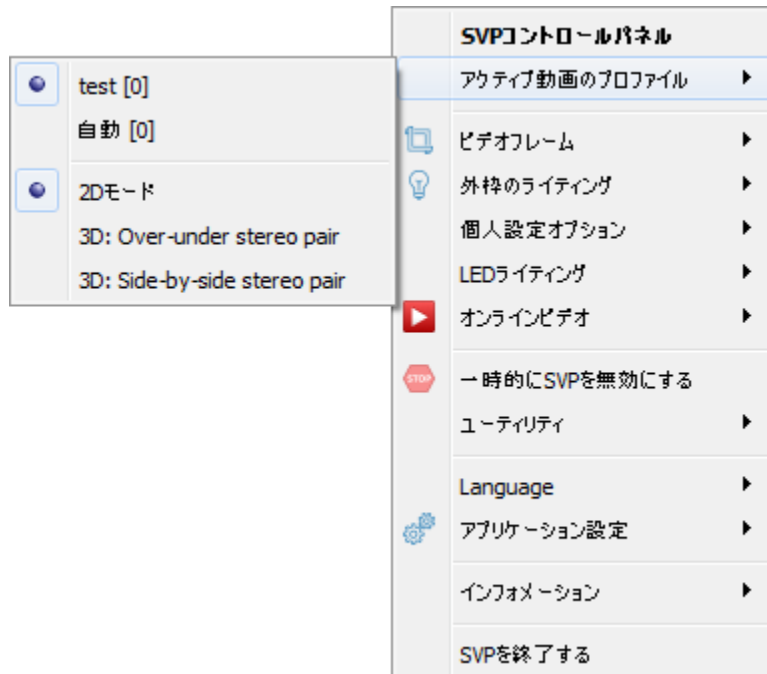 SVPコントロールパネル
アクティブ動画のプロファイル
ビデオフレーム
外枠のライティング
個人設定オプション
LEDライティング
オンラインビデオ
STOP
一時的にSVPを無効にする
ユーティリティ
Language
アプリケーション設定
インフォメーション
SVPを終了する
test [0]
自動 [0]
2Dモード
3D: Over-under stereo pair
3D: Side-by-side stereo pair